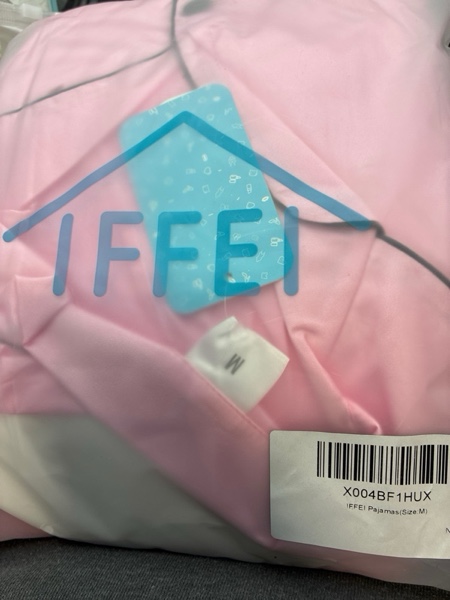 IFFEI
M
X004BF1HUX
IFFEI Pajamas(Size:M)
N